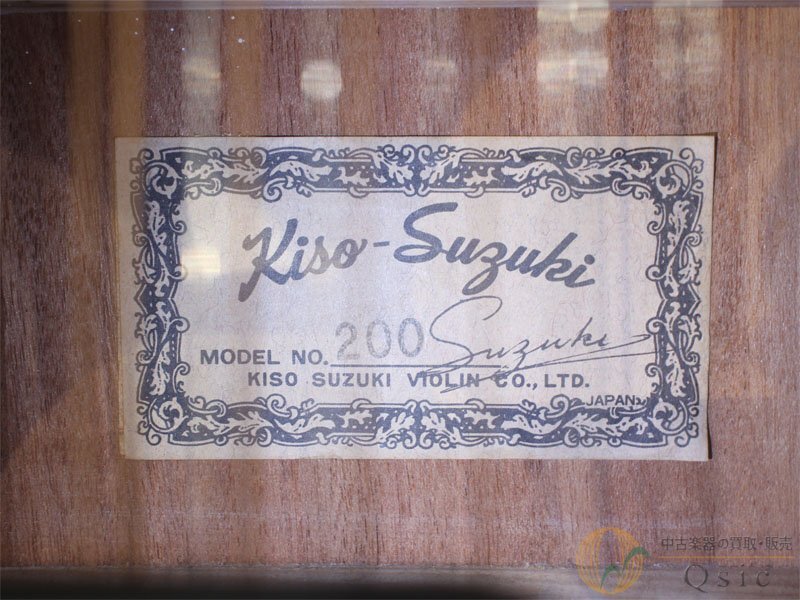 Kiso-Suzuki
MODEL NO. 200 Suzuki
KISO SUZUKI VIOLIN CO., LTD.
JAPAN
中古楽器の買取・販売
Qsic